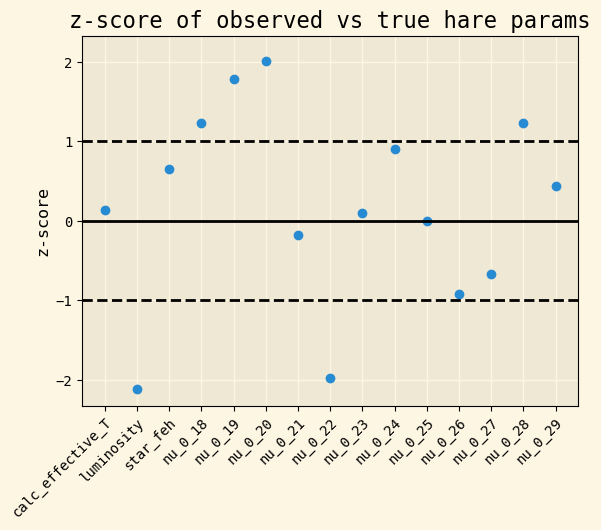 z-score of observed vs true hare params
z-score
2
1
0
−1
−2
calc_effective_T
luminosity
star_feh
nu_0_18
nu_0_19
nu_0_20
nu_0_21
nu_0_22
nu_0_23
nu_0_24
nu_0_25
nu_0_26
nu_0_27
nu_0_28
nu_0_29